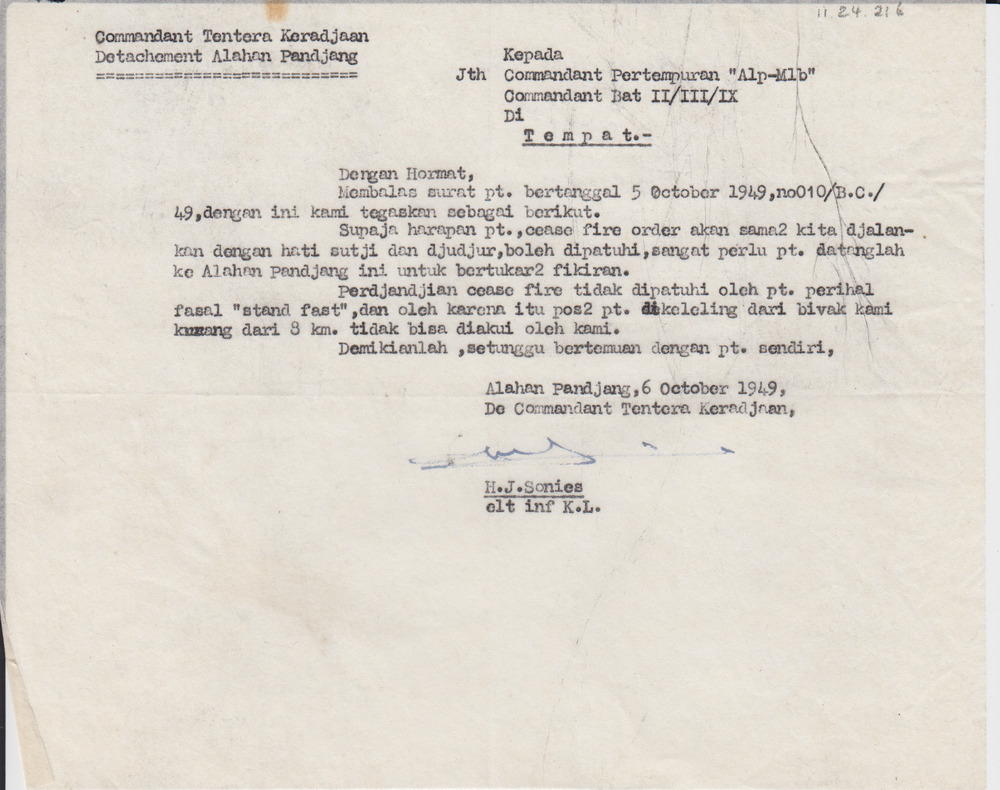 11 24. 216
Commandant Tentera Keradjaan
Detachement Alahan Pandjang
===========================
Kepada
Jth Commandant Pertempuran "Alp-Mlb"
Commandant Bat II/III/IX
Di
T e m p a t.-
Dengan Hormat,
Membalas surat pt. bertanggal 5 October 1949,no010/B.C./
49,dengan ini kami tegaskan sebagai berikut.
Supaja harapan pt.,cease fire order akan sama2 kita djalan-
kan dengan hati sutji dan djudjur,boleh dipatuhi,sangat perlu pt. datanglah
ke Alahan Pandjang ini untuk bertukar2 fikiran.
Perdjandjian cease fire tidak dipatuhi oleh pt. perihal
fasal "stand fast",dan oleh karena itu pos2 pt. dikeleling dari bivak kami
kurang dari 8 km. tidak bisa diakui oleh kami.
Demikianlah ,setunggu bertemuan dengan pt. sendiri,
Alahan Pandjang,6 October 1949,
De Commandant Tentera Keradjaan,
H.J.Sonies
elt inf K.L.